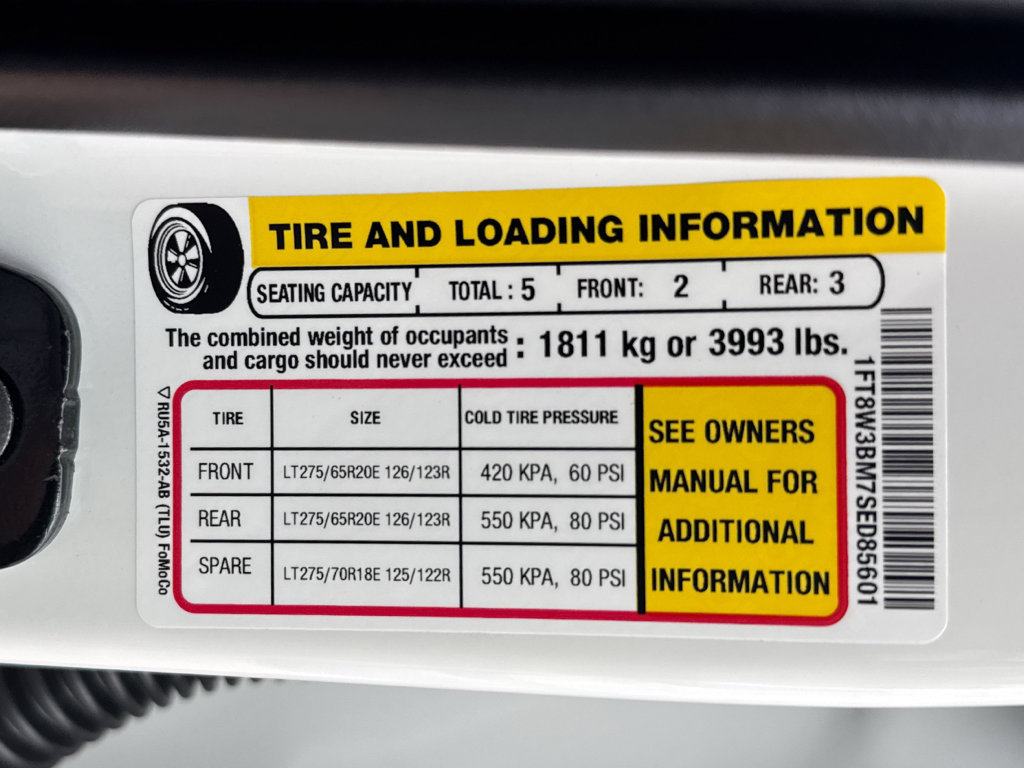 TIRE AND LOADING INFORMATION
SEATING CAPACITY TOTAL : 5 FRONT: 2 REAR: 3
The combined weight of occupants
and cargo should never exceed : 1811 kg or 3993 lbs.
TIRE SIZE COLD TIRE PRESSURE
FRONT LT275/65R20E 126/123R 420 KPA, 60 PSI
REAR LT275/65R20E 126/123R 550 KPA, 80 PSI
SPARE LT275/70R18E 125/122R 550 KPA, 80 PSI
SEE OWNERS
MANUAL FOR
ADDITIONAL
INFORMATION
RU5A-1532-AB (TLU) FoMoCo
1FT8W3BM7SED85601